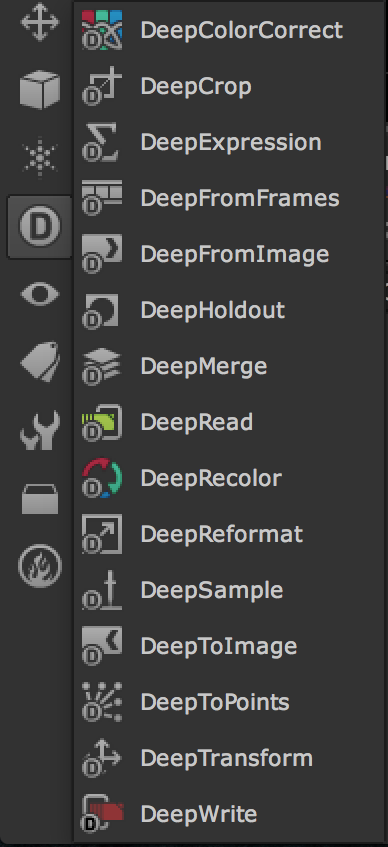 DeepColorCorrect
DeepCrop
DeepExpression
DeepFromFrames
DeepFromImage
DeepHoldout
DeepMerge
DeepRead
DeepRecolor
DeepReformat
DeepSample
DeepToImage
DeepToPoints
DeepTransform
DeepWrite